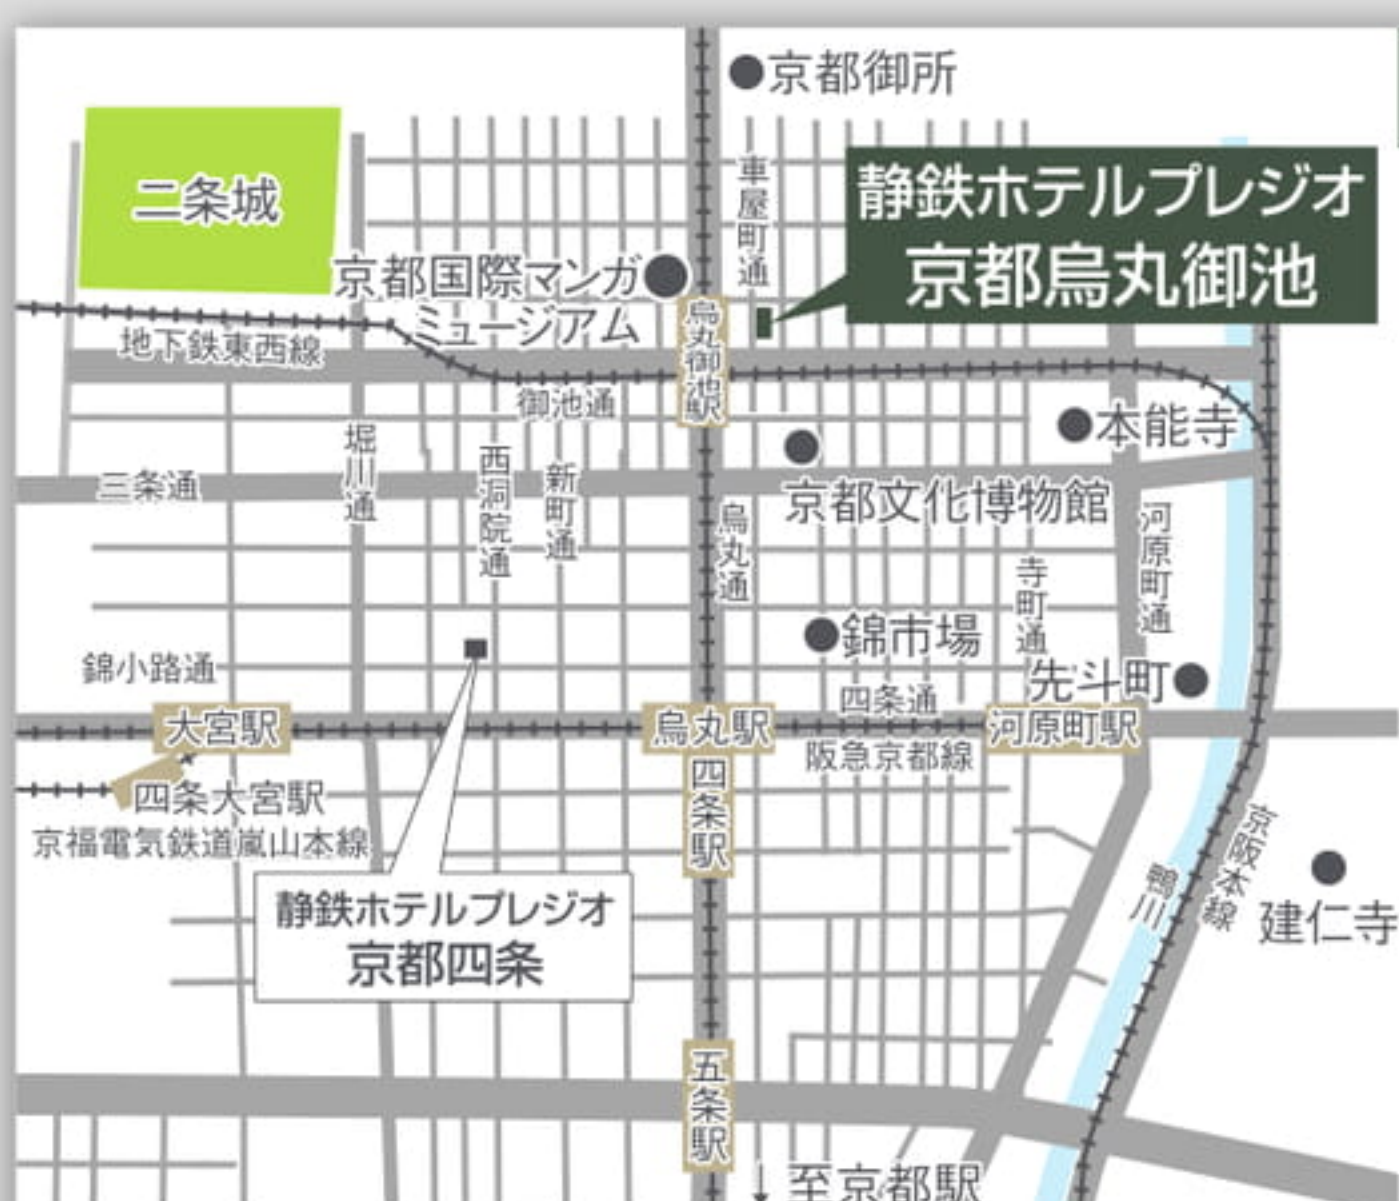 京都御所
二条城
車屋町通
静鉄ホテルプレジオ
京都烏丸御池
京都国際マンガ
ミュージアム
烏丸御池駅
地下鉄東西線
御池通
本能寺
堀川通
三条通
西洞院通
新町通
京都文化博物館
烏丸通
河原町通
寺町通
錦市場
錦小路通
先斗町
四条通
大宮駅
烏丸駅
河原町駅
阪急京都線
四条駅
四条大宮駅
京福電気鉄道嵐山本線
京阪本線
鴨川
建仁寺
静鉄ホテルプレジオ
京都四条
五条駅
至京都駅